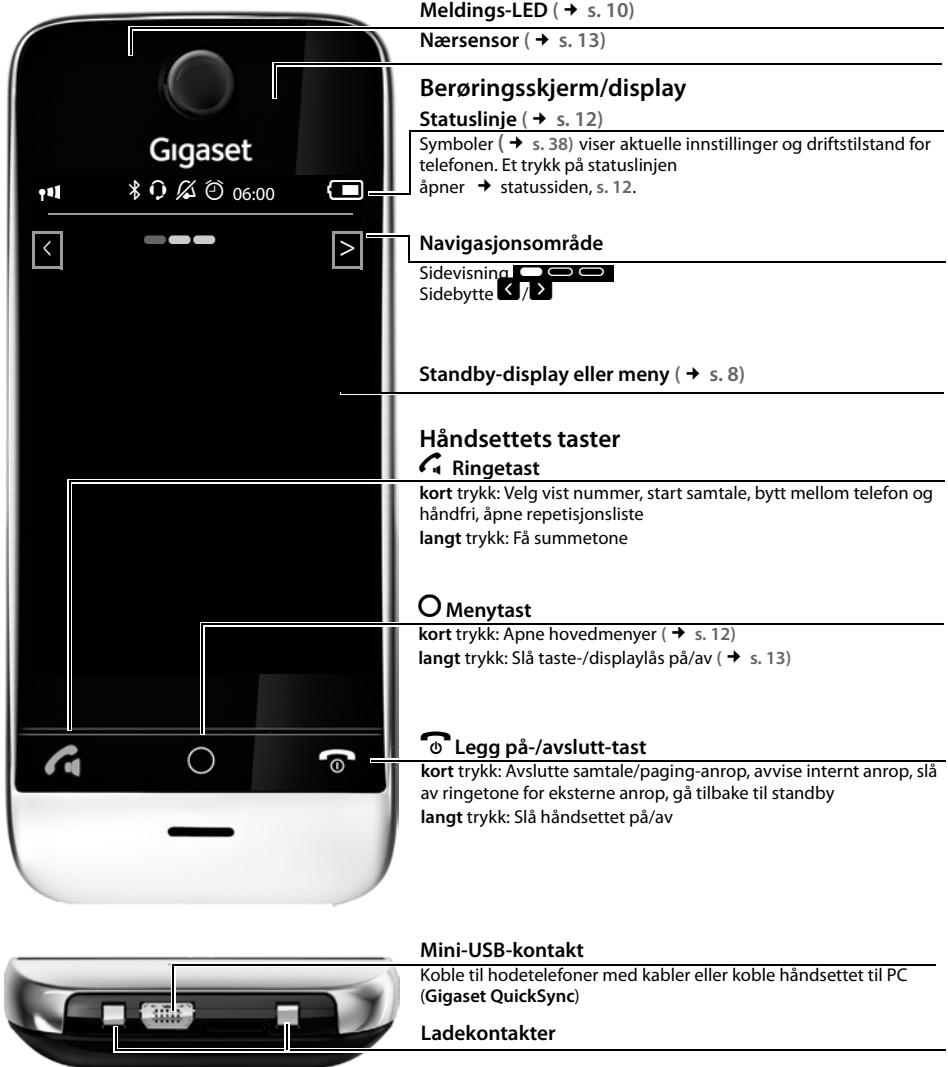 Meldings-LED ( ➜ s. 10)
Nærsensor ( ➜ s. 13)
Berøringsskjerm/display
Statuslinje ( ➜ s. 12)
Symboler ( ➜ s. 38) viser aktuelle innstillinger og driftstilstand for
telefonen. Et trykk på statuslinjen
åpner ➜ statussiden, s. 12.
Gigaset
06:00
< >
Navigasjonsområde
Sidevisning
Sidebytte < / >
Standby-display eller meny ( ➜ s. 8)
Håndsettets taster
Ringetast
kort trykk: Velg vist nummer, start samtale, bytt mellom telefon og
håndfri, åpne repetisjonsliste
langt trykk: Få summetone
Menytast
kort trykk: Åpne hovedmenyer ( ➜ s. 12)
langt trykk: Slå taste-/displaylås på/av ( ➜ s. 13)
Legg på-/avslutt-tast
kort trykk: Avslutte samtale/paging-anrop, avvise internt anrop, slå
av ringetone for eksterne anrop, gå tilbake til standby
langt trykk: Slå håndsettet på/av
Mini-USB-kontakt
Koble til hodetelefoner med kabler eller koble håndsettet til PC
(Gigaset QuickSync)
Ladekontakter